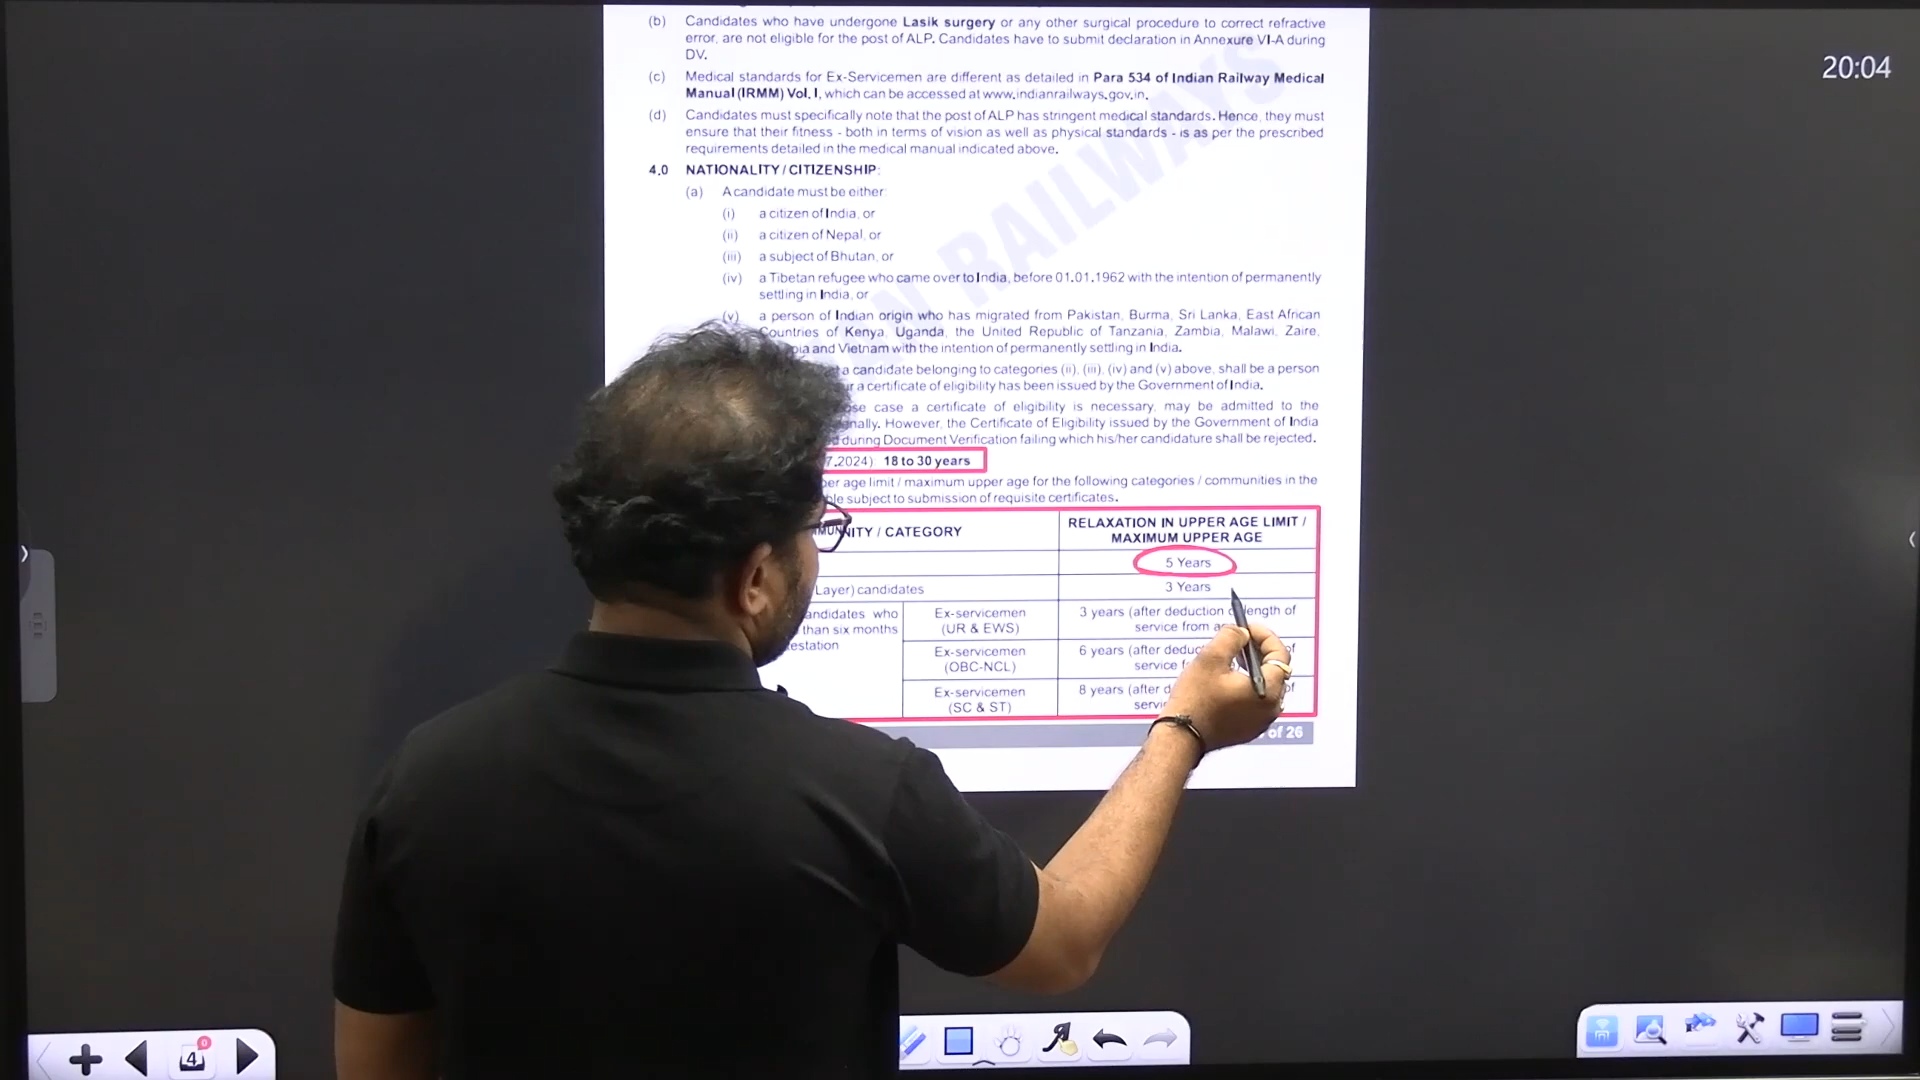 20:04
(b) Candidates who have undergone Lasik surgery or any other surgical procedure to correct refractive
error, are not eligible for the post of ALP. Candidates have to submit declaration in Annexure VI-A during
DV.
(c) Medical standards for Ex-Servicemen are different as detailed in Para 534 of Indian Railway Medical
Manual (IRMM) Vol. I, which can be accessed at www.indianrailways.gov.in.
(d) Candidates must specifically note that the post of ALP has stringent medical standards. Hence, they must
ensure that their fitness - both in terms of vision as well as physical standards - is as per the prescribed
requirements detailed in the medical manual indicated above.
4.0 NATIONALITY / CITIZENSHIP:
(a) A candidate must be either:
(i) a citizen of India, or
(ii) a citizen of Nepal, or
(iii) a subject of Bhutan, or
(iv) a Tibetan refugee who came over to India, before 01.01.1962 with the intention of permanently
settling in India, or
(v) a person of Indian origin who has migrated from Pakistan, Burma, Sri Lanka, East African
Countries of Kenya, Uganda, the United Republic of Tanzania, Zambia, Malawi, Zaire,
and Vietnam with the intention of permanently settling in India.
a candidate belonging to categories (ii), (iii), (iv) and (v) above, shall be a person
a certificate of eligibility has been issued by the Government of India.
case a certificate of eligibility is necessary, may be admitted to the
However, the Certificate of Eligibility issued by the Government of India
during Document Verification failing which his/her candidature shall be rejected.
7.2024) 18 to 30 years
age limit / maximum upper age for the following categories / communities in the
subject to submission of requisite certificates.
/ CATEGORY
RELAXATION IN UPPER AGE LIMIT /
MAXIMUM UPPER AGE
5 Years
Layer) candidates
3 Years
who
than six months
Ex-servicemen
(UR & EWS)
3 years (after deduction length of
service from
Ex-servicemen
(OBC-NCL)
6 years (after
service
Ex-servicemen
(SC & ST)
8 years (after
of 26
RAILWAYS
4
0